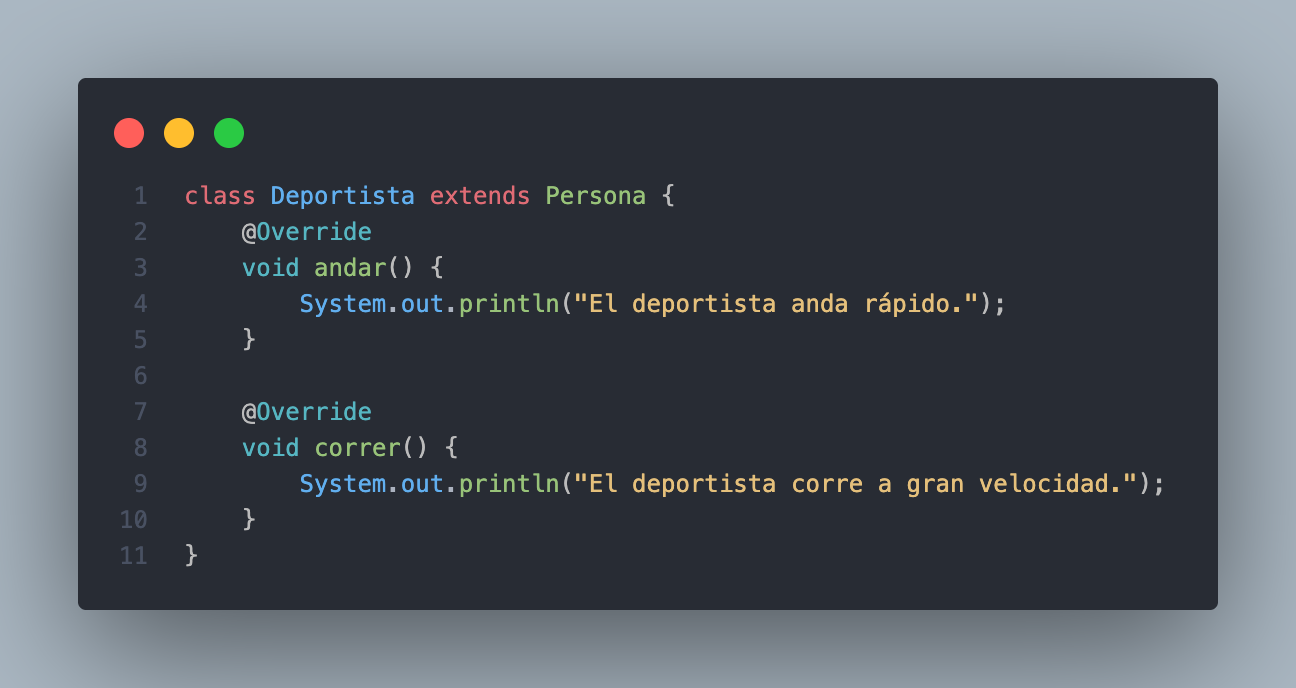 1 class Deportista extends Persona {
2     @Override
3     void andar() {
4         System.out.println("El deportista anda rápido.");
5     }
6
7     @Override
8     void correr() {
9         System.out.println("El deportista corre a gran velocidad.");
10     }
11 }